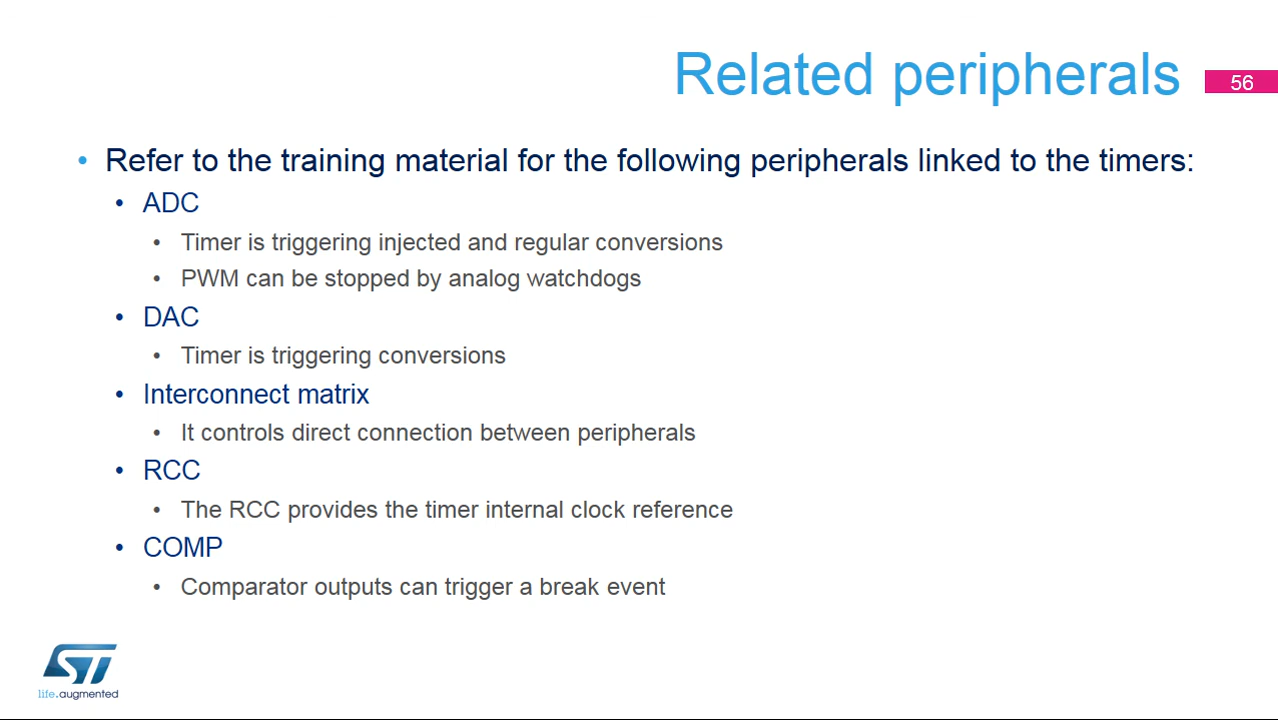 Related peripherals
56
• Refer to the training material for the following peripherals linked to the timers:
• ADC
• Timer is triggering injected and regular conversions
• PWM can be stopped by analog watchdogs
• DAC
• Timer is triggering conversions
• Interconnect matrix
• It controls direct connection between peripherals
• RCC
• The RCC provides the timer internal clock reference
• COMP
• Comparator outputs can trigger a break event
ST
life.augmented